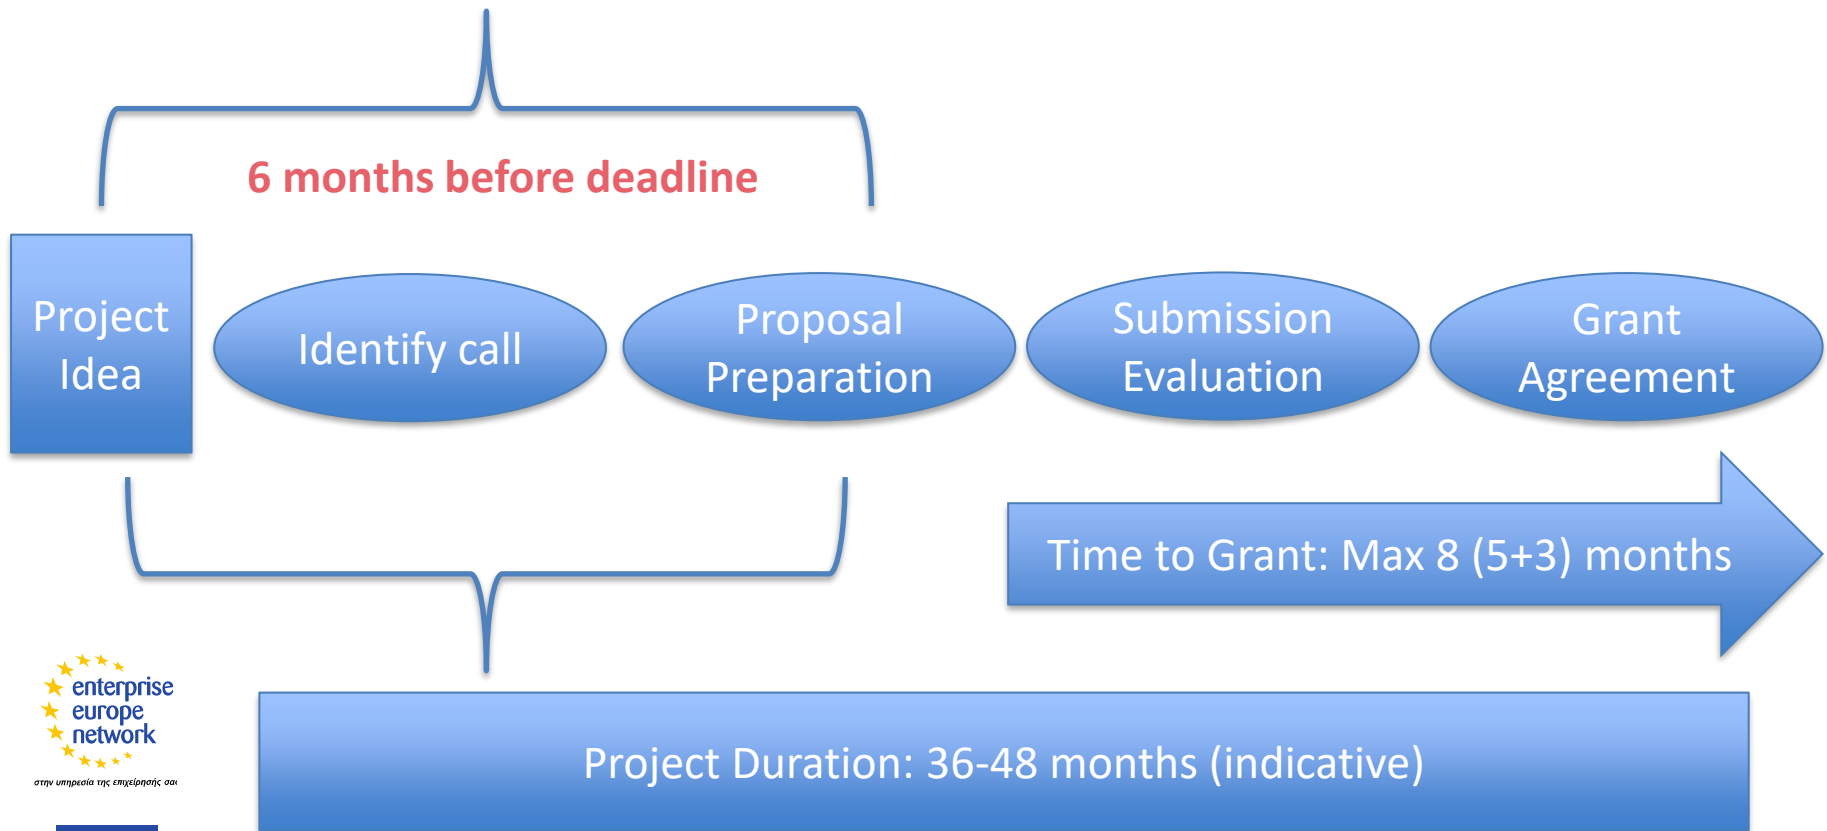 6 months before deadline
Project
Idea
Identify call
Proposal
Preparation
Submission
Evaluation
Grant
Agreement
Time to Grant: Max 8 (5+3) months
enterprise
europe
network
στην υπηρεσία της επιχείρησής σας
Project Duration: 36-48 months (indicative)